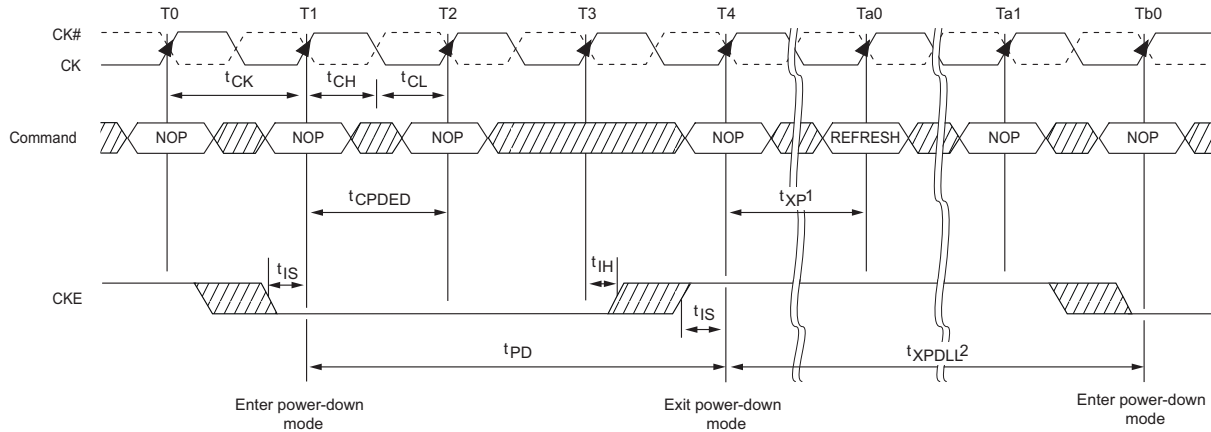 T0 T1 T2 T3 T4 Ta0 Ta1 Tb0
CK#
CK
tCK tCH tCL
Command NOP NOP NOP NOP REFRESH NOP NOP
tCPDED tXP1
tIS tIH
CKE
tIS
tPD tXPDLL2
Enter power-down
mode
Exit power-down
mode
Enter power-down
mode